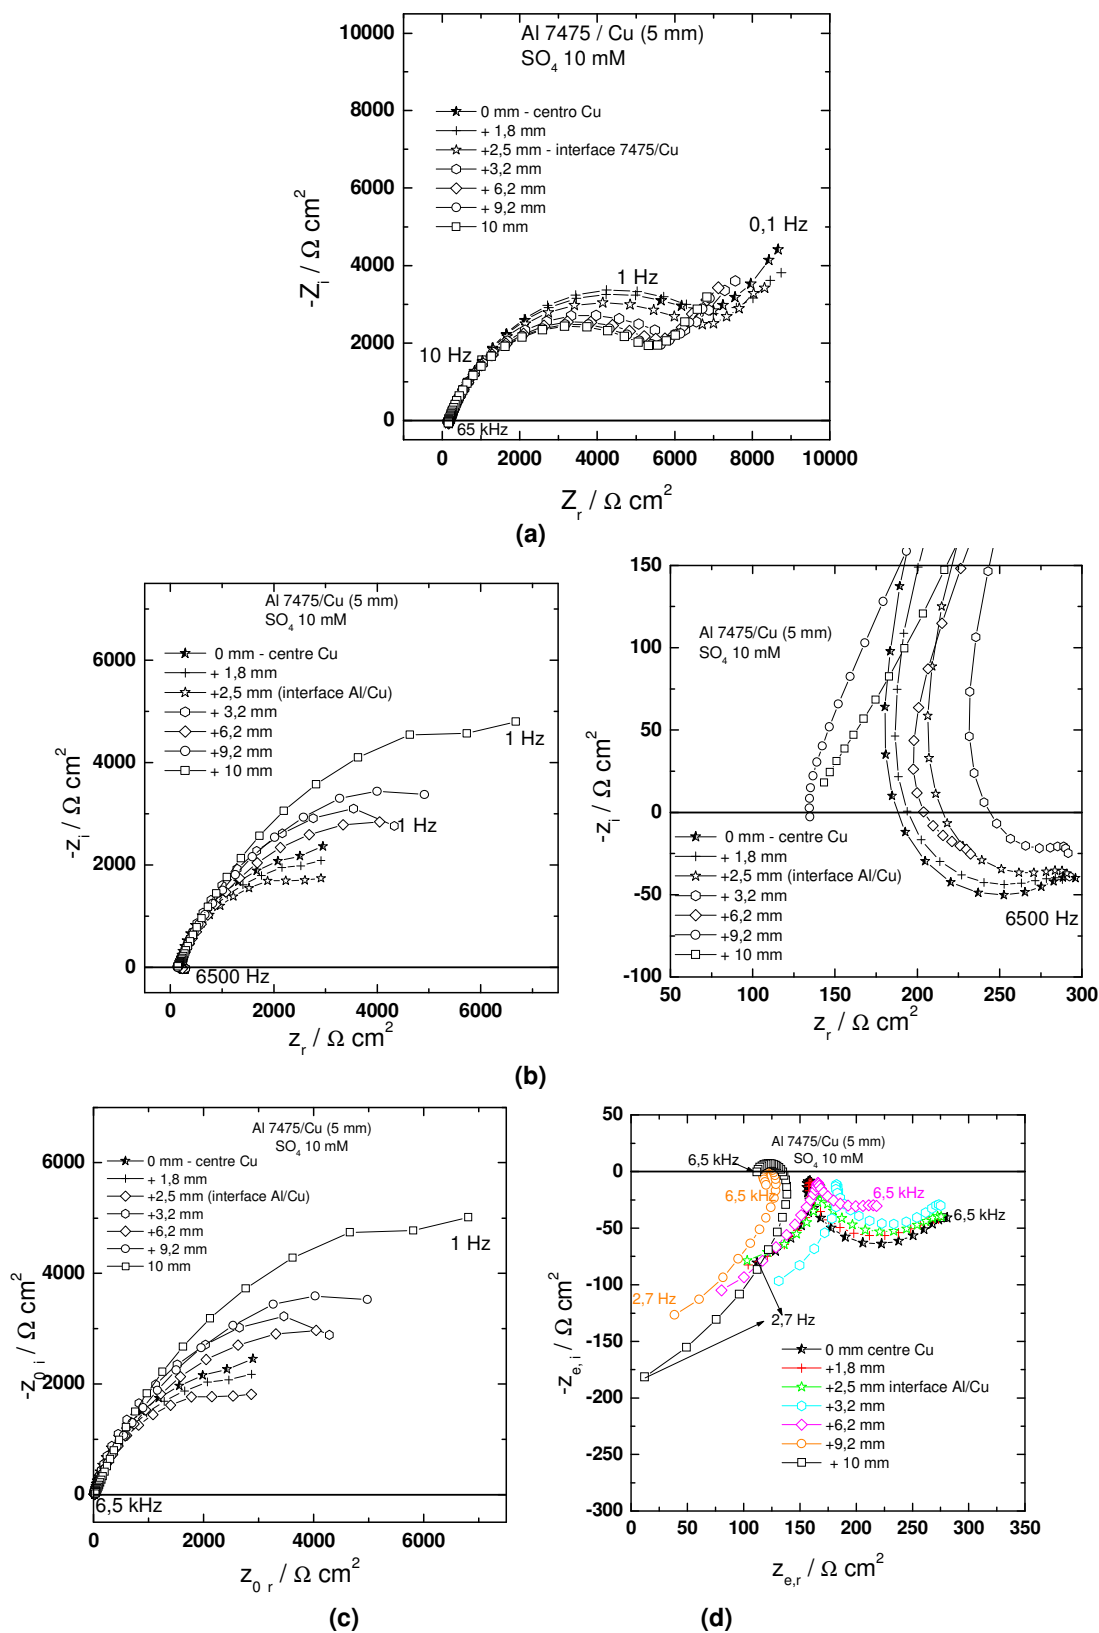 Al 7475 / Cu (5 mm)
SO4 10 mM
0 mm - centro Cu
+ 1,8 mm
+2,5 mm - interface 7475/Cu
+3,2 mm
+ 6,2 mm
+ 9,2 mm
10 mm
10000
8000
6000
4000
2000
0
-Zi / Ω cm2
0,1 Hz
1 Hz
10 Hz
65 kHz
0 2000 4000 6000 8000 10000
Zr / Ω cm2
(a)
Al 7475/Cu (5 mm)
SO4 10 mM
0 mm - centre Cu
+ 1,8 mm
+2,5 mm (interface Al/Cu)
+ 3,2 mm
+6,2 mm
+9,2 mm
+ 10 mm
6000
4000
2000
0
-zi / Ω cm2
1 Hz
1 Hz
6500 Hz
0 2000 4000 6000
zr / Ω cm2
150
100
50
0
-50
-100
-zi / Ω cm2
Al 7475/Cu (5 mm)
SO4 10 mM
0 mm - centre Cu
+ 1,8 mm
+2,5 mm (interface Al/Cu)
+ 3,2 mm
+6,2 mm
+9,2 mm
+ 10 mm
6500 Hz
50 100 150 200 250 300
zr / Ω cm2
(b)
Al 7475/Cu (5 mm)
SO4 10 mM
0 mm - centre Cu
+ 1,8 mm
+2,5 mm (interface Al/Cu)
+3,2 mm
+6,2 mm
+ 9,2 mm
10 mm
6000
4000
2000
0
-z0 i / Ω cm2
1 Hz
6,5 kHz
0 2000 4000 6000
z0 r / Ω cm2
(c)
50
0
-50
-100
-150
-200
-250
-300
-ze,i / Ω cm2
Al 7475/Cu (5 mm)
SO4 10 mM
6,5 kHz
6,5 kHz
6,5 kHz
6,5 kHz
2,7 Hz
2,7 Hz
0 mm centre Cu
+1,8 mm
+2,5 mm interface Al/Cu
+3,2 mm
+6,2 mm
+9,2 mm
+ 10 mm
0 50 100 150 200 250 300 350
ze,r / Ω cm2
(d)